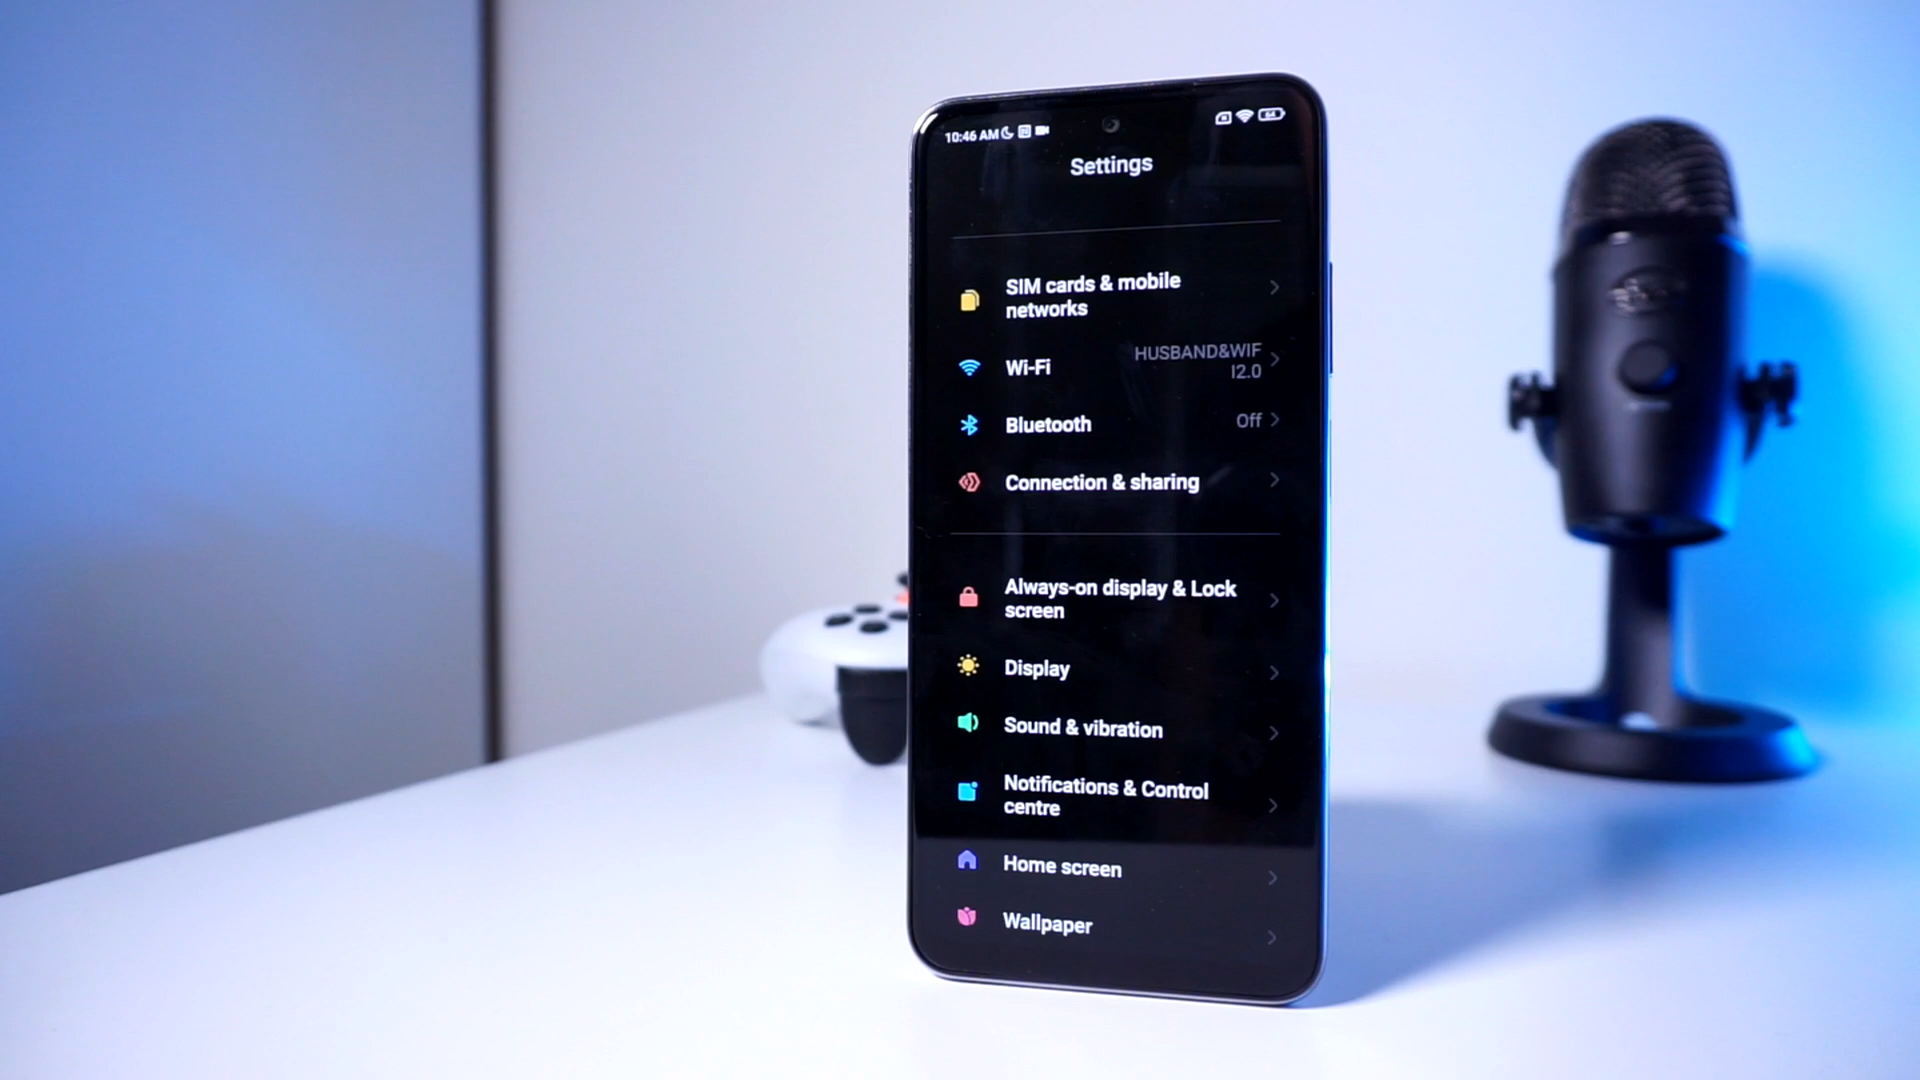 10:46 AM
64
Settings
SIM cards & mobile
networks
Wi-Fi
HUSBAND&WIF
I2.0
Bluetooth
Off
Connection & sharing
Always-on display & Lock
screen
Display
Sound & vibration
Notifications & Control
centre
Home screen
Wallpaper